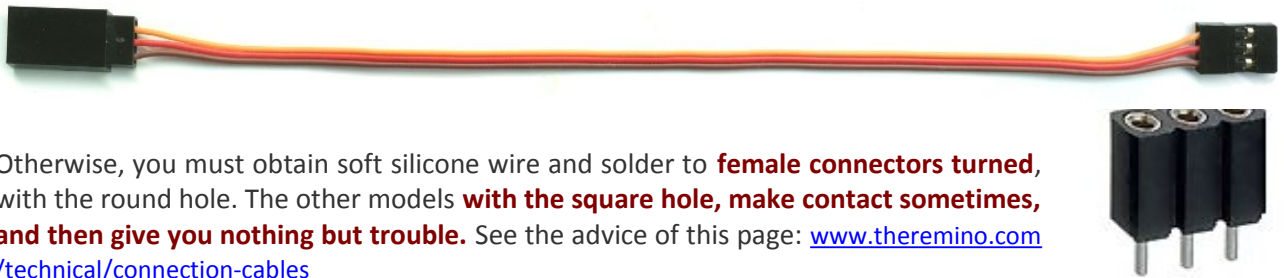 Otherwise, you must obtain soft silicone wire and solder to female connectors turned,
with the round hole. The other models with the square hole, make contact sometimes,
and then give you nothing but trouble. See the advice of this page: www.theremino.com
/technical/connection-cables